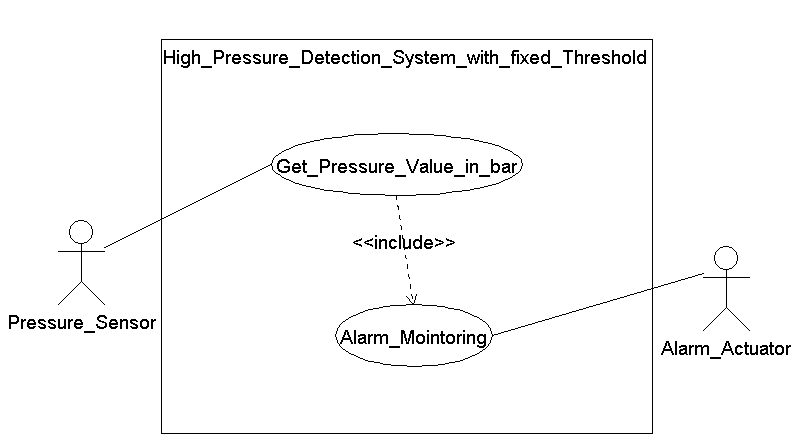 High_Pressure_Detection_System_with_fixed_Threshold
Get_Pressure_Value_in_bar
<<include>>
Pressure_Sensor
Alarm_Mointoring
Alarm_Actuator